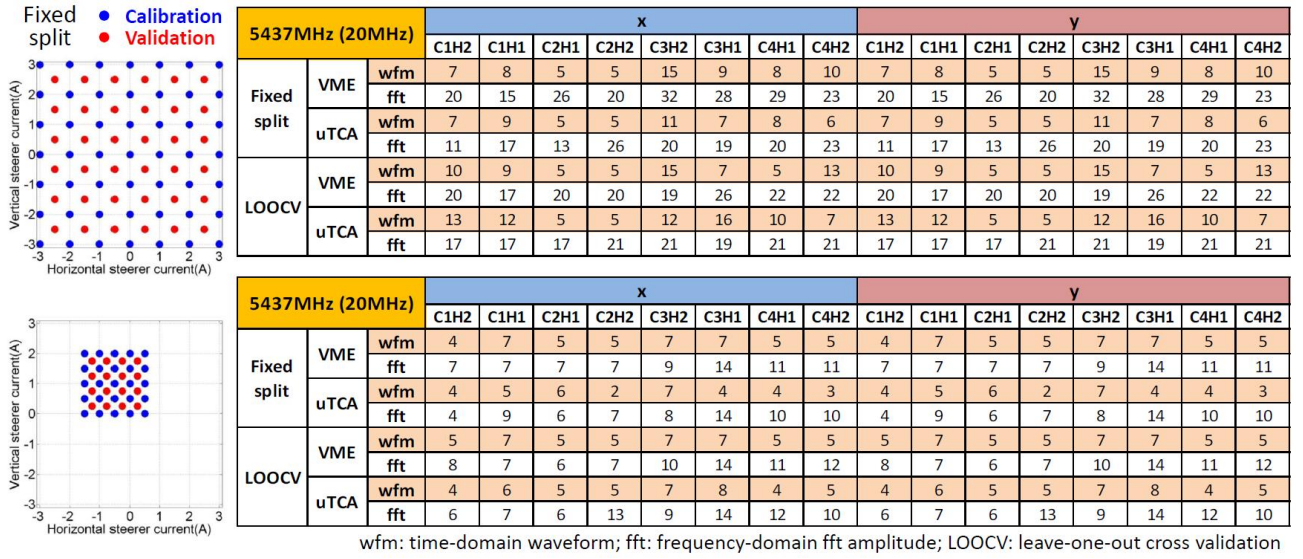 Fixed split
Calibration
Validation
3
2
1
0
-1
-2
-3
-3 -2 -1 0 1 2 3
Vertical steerer current(A)
Horizontal steerer current(A)
5437MHz (20MHz) x y
C1H2 C1H1 C2H1 C2H2 C3H2 C3H1 C4H1 C4H2 C1H2 C1H1 C2H1 C2H2 C3H2 C3H1 C4H1 C4H2
Fixed split VME wfm 7 8 5 5 15 9 8 10 7 8 5 5 15 9 8 10
fft 20 15 26 20 32 28 29 23 20 15 26 20 32 28 29 23
uTCA wfm 7 9 5 5 11 7 8 6 7 9 5 5 11 7 8 6
fft 11 17 13 26 20 19 20 23 11 17 13 26 20 19 20 23
LOOCV VME wfm 10 9 5 5 15 7 5 13 10 9 5 5 15 7 5 13
fft 20 17 20 20 19 26 22 22 20 17 20 20 19 26 22 22
uTCA wfm 13 12 5 5 12 16 10 7 13 12 5 5 12 16 10 7
fft 17 17 17 21 21 19 21 21 17 17 17 21 21 19 21 21
3
2
1
0
-1
-2
-3
-3 -2 -1 0 1 2 3
Vertical steerer current(A)
Horizontal steerer current(A)
5437MHz (20MHz) x y
C1H2 C1H1 C2H1 C2H2 C3H2 C3H1 C4H1 C4H2 C1H2 C1H1 C2H1 C2H2 C3H2 C3H1 C4H1 C4H2
Fixed split VME wfm 4 7 5 5 7 7 5 5 4 7 5 5 7 7 5 5
fft 7 7 7 7 9 14 11 11 7 7 7 7 9 14 11 11
uTCA wfm 4 5 6 2 7 4 4 3 4 5 6 2 7 4 4 3
fft 4 9 6 7 8 14 10 10 4 9 6 7 8 14 10 10
LOOCV VME wfm 5 7 5 5 7 7 5 5 5 7 5 5 7 7 5 5
fft 8 7 6 7 10 14 11 12 8 7 6 7 10 14 11 12
uTCA wfm 4 6 5 5 7 8 4 5 4 6 5 5 7 8 4 5
fft 6 7 6 13 9 14 12 10 6 7 6 13 9 14 12 10
wfm: time-domain waveform; fft: frequency-domain fft amplitude; LOOCV: leave-one-out cross validation